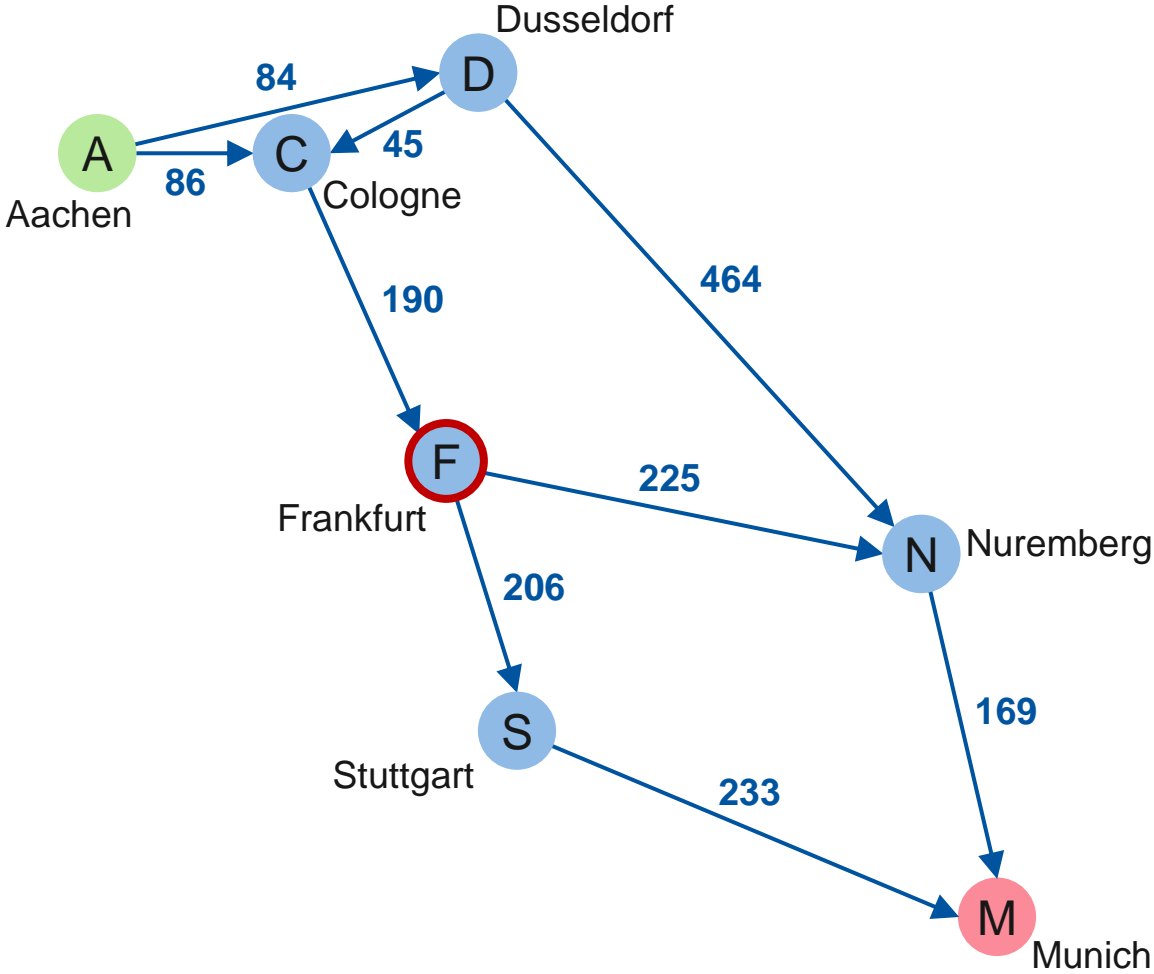 Dusseldorf
D
84
A
C
45
86
Cologne
Aachen
190
464
F
225
Frankfurt
N
Nuremberg
206
S
169
Stuttgart
233
M
Munich